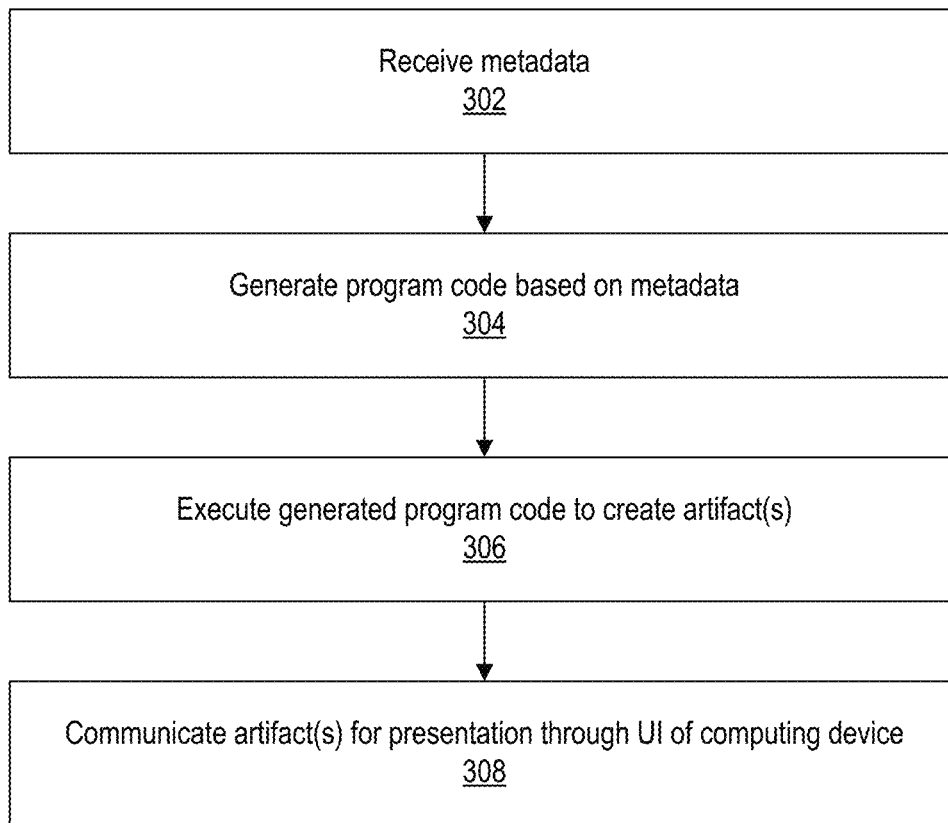 Receive metadata
302
Generate program code based on metadata
304
Execute generated program code to create artifact(s)
306
Communicate artifact(s) for presentation through UI of computing device
308